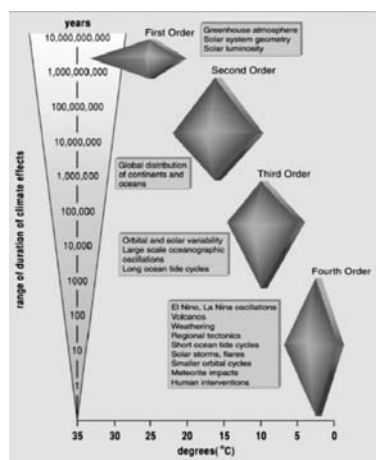 years
10,000,000,000
1,000,000,000
100,000,000
10,000,000
1,000,000
100,000
10,000
1000
100
10
1
range of duration of climate effects
First Order
Greenhouse atmosphere
Solar system geometry
Solar luminosity
Second Order
Global distribution
of continents and
oceans
Third Order
Orbital and solar variability
Large scale oceanographic
oscillations
Long ocean tide cycles
Fourth Order
El Nino, La Nina oscillations
Volcanos
Weathering
Regional tectonics
Short ocean tide cycles
Solar storms, flares
Smaller orbital cycles
Meteorite impacts
Human interventions
35 30 25 20 15 10 5 0
degrees(°C)